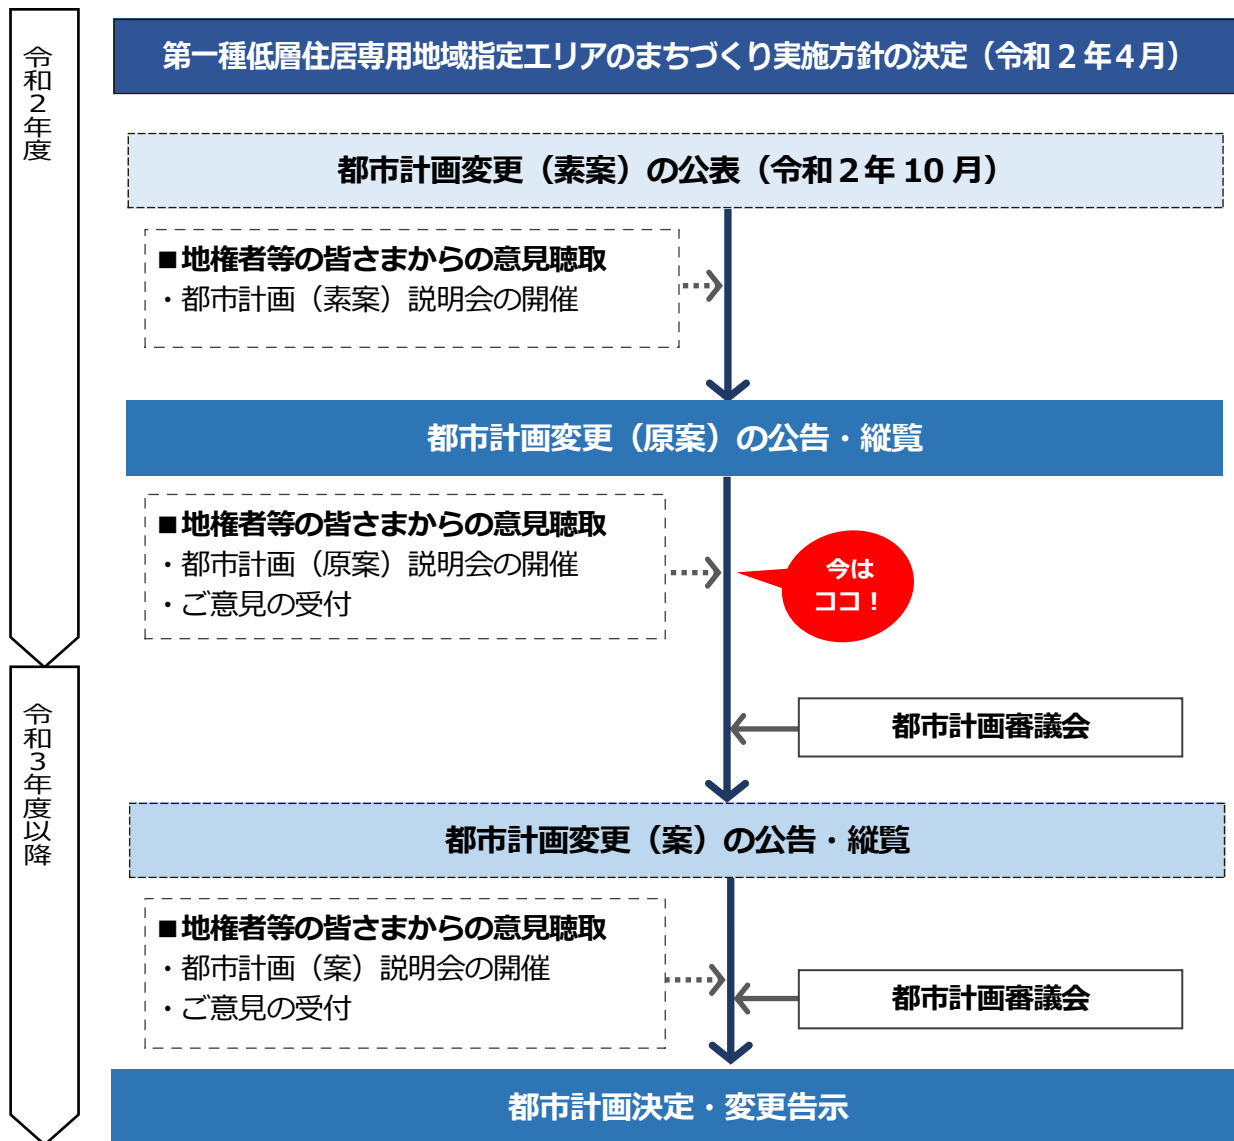 令和２年度
第一種低層住居専用地域指定エリアのまちづくり実施方針の決定（令和２年４月）
都市計画変更（素案）の公表（令和２年 10 月）
■地権者等の皆さまからの意見聴取
・都市計画（素案）説明会の開催
都市計画変更（原案）の公告・縦覧
■地権者等の皆さまからの意見聴取
・都市計画（原案）説明会の開催
・ご意見の受付
今は
ココ！
令和３年度以降
都市計画審議会
都市計画変更（案）の公告・縦覧
■地権者等の皆さまからの意見聴取
・都市計画（案）説明会の開催
・ご意見の受付
都市計画審議会
都市計画決定・変更告示